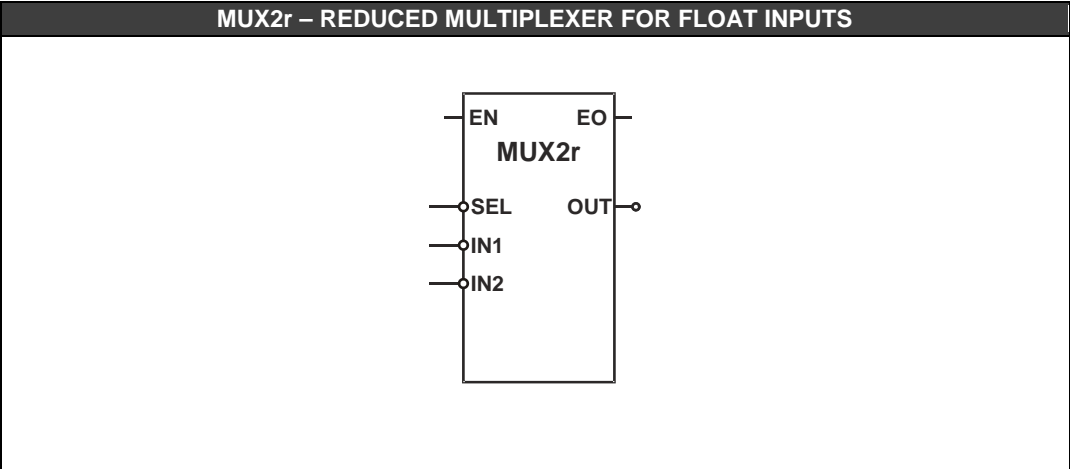 MUX2r – REDUCED MULTIPLEXER FOR FLOAT INPUTS
EN EO
MUX2r
SEL OUT
IN1
IN2